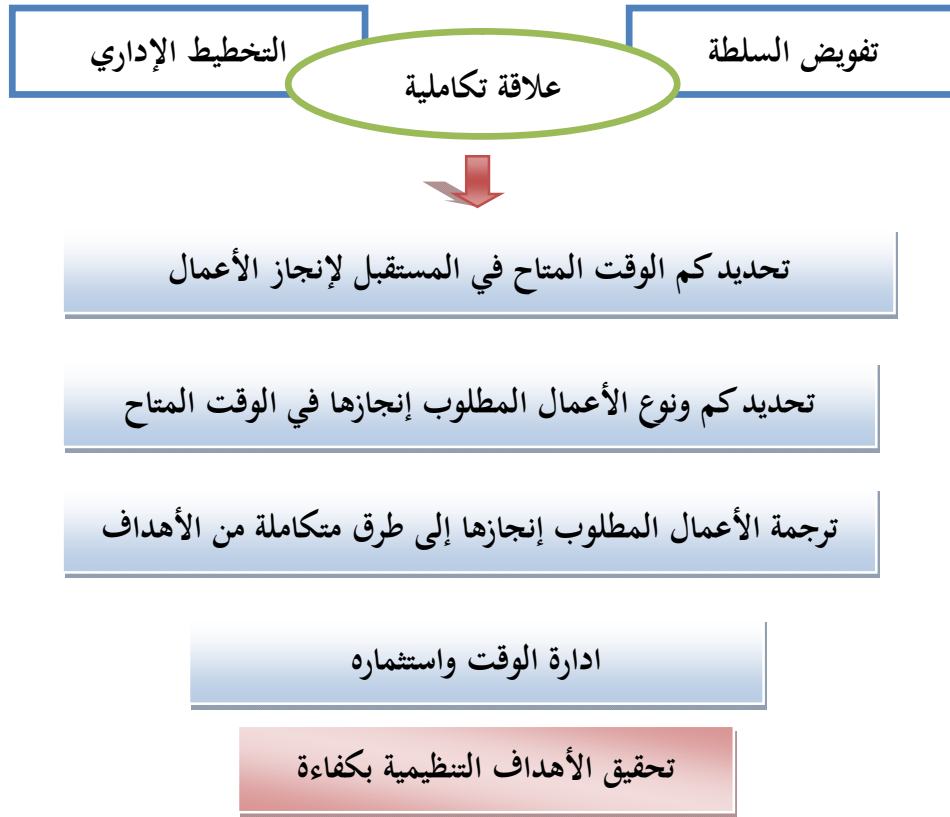 تفويض السلطة
التخطيط الإداري
علاقة تكاملية
تحديد كم الوقت المتاح في المستقبل لإنجاز الأعمال
تحديد كم ونوع الأعمال المطلوب إنجازها في الوقت المتاح
ترجمة الأعمال المطلوب إنجازها إلى طرق متكاملة من الأهداف
ادارة الوقت واستثماره
تحقيق الأهداف التنظيمية بكفاءة